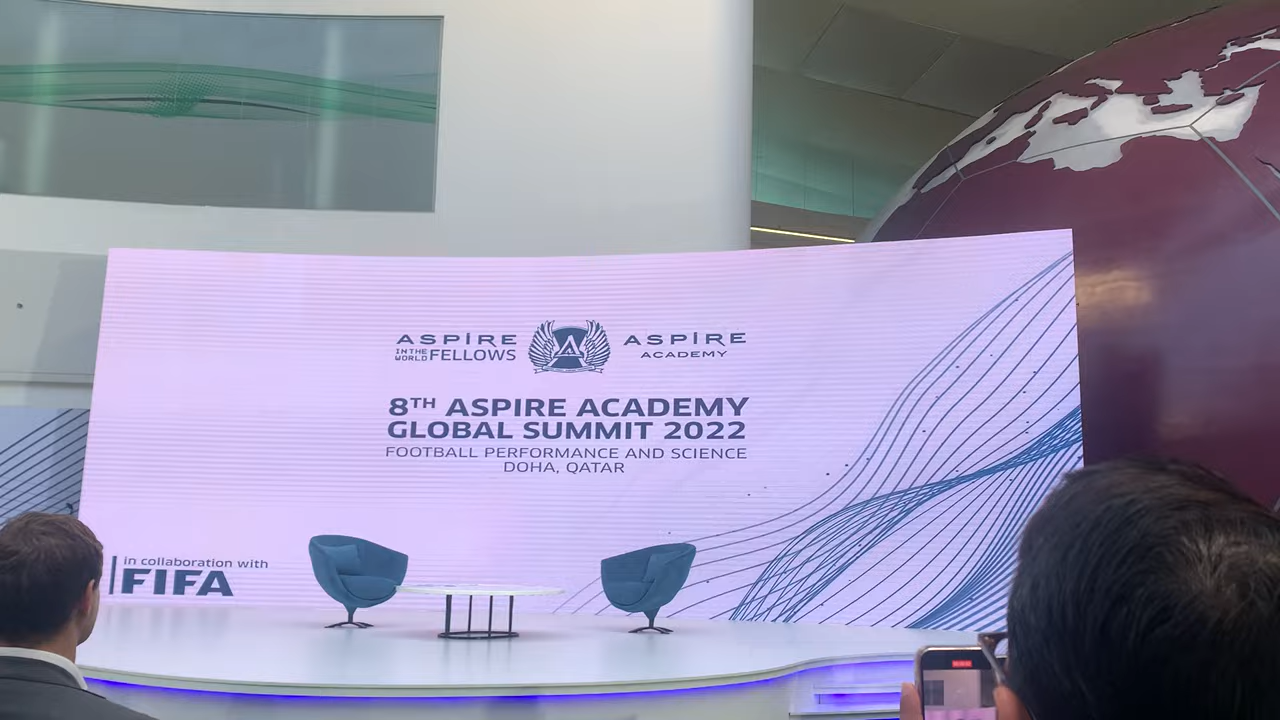 ASPIRE
IN THE WORLD FELLOWS
ASPIRE
ACADEMY
8TH ASPIRE ACADEMY
GLOBAL SUMMIT 2022
FOOTBALL PERFORMANCE AND SCIENCE
DOHA, QATAR
in collaboration with
FIFA